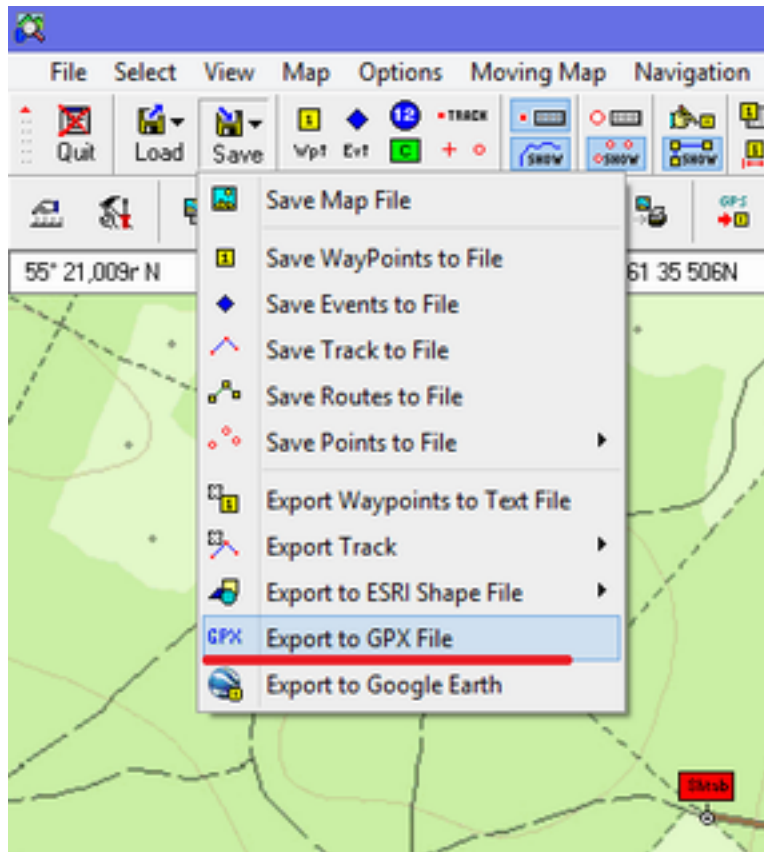 File Select View Map Options Moving Map Navigation
1 12 TRACK
Quit Load Save Wpt Evt C SHOW SHOW SHOW
GPS
55° 21,009r N 61 35 506N
Save Map File
Save WayPoints to File
Save Events to File
Save Track to File
Save Routes to File
Save Points to File
Export Waypoints to Text File
Export Track
Export to ESRI Shape File
GPX Export to GPX File
Export to Google Earth
Shtab